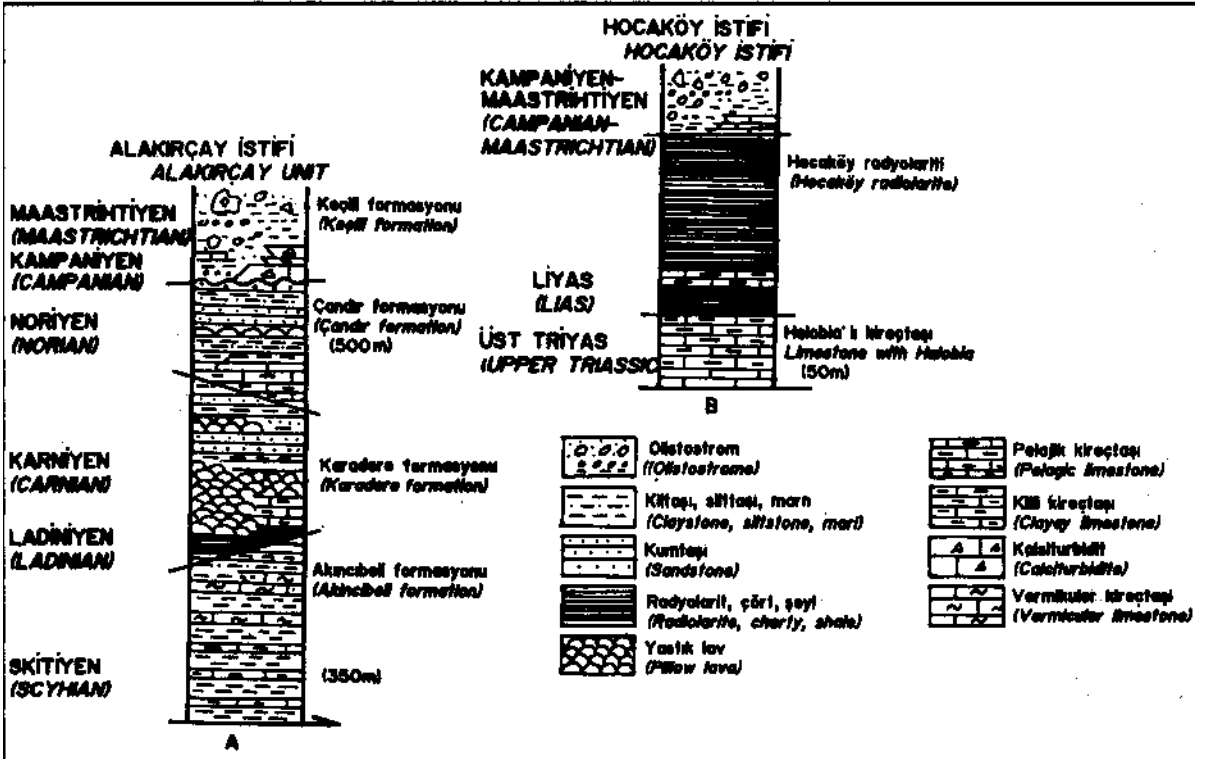 ALAKIRÇAY İSTİFİ
ALAKIRÇAY UNIT
MAASTRİHTİYEN
(MAASTRICHTIAN)
KAMPANİYEN
(CAMPANIAN)
NORİYEN
(NORIAN)
KARNİYEN
(CARNIAN)
LADİNİYEN
(LADINIAN)
SKİTİYEN
(SCYHIAN)
Keçili formasyonu
(Keçili formation)
Çandır formasyonu
(Çandır formation)
(500m)
Karadere formasyonu
(Karadere formation)
Akıncıbeli formasyonu
(Akıncıbeli formation)
(350m)
A
HOCAKÖY İSTİFİ
HOCAKÖY İSTİFİ
KAMPANİYEN-
MAASTRİHTİYEN
(CAMPANIAN-
MAASTRICHTIAN)
LİYAS
(LIAS)
ÜST TRİYAS
(UPPER TRIASSIC
Hocaköy radyolariti
(Hocaköy radiolarite)
Halobia'lı kireçtaşı
Limestone with Halobia
(50m)
B
Olistostrom
(Olistostrome)
Kiltaşı, silttaşı, marn
(Claystone, siltstone, marl)
Kumtaşı
(Sandstone)
Radyolarit, çört, şeyl
(Radiolarite, cherty, shale)
Yastık lav
(Pillow lava)
Pelajik kireçtaşı
(Pelagic limestone)
Killi kireçtaşı
(Clayey limestone)
Kalsiturbidit
(Calciturbidite)
Vermiküler kireçtaşı
(Vermicular limestone)